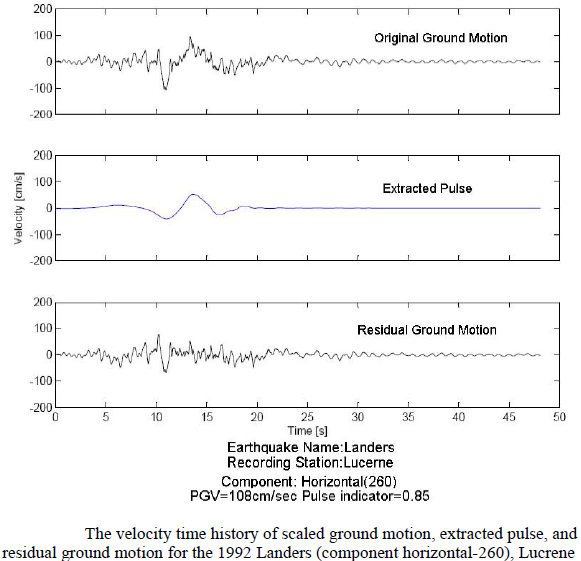 200
100
0
-100
-200
Original Ground Motion
200
100
0
-100
-200
Velocity [cm/s]
Extracted Pulse
200
100
0
-100
-200
Residual Ground Motion
0 5 10 15 20 25 30 35 40 45 50
Time [s]
Earthquake Name:Landers
Recording Station:Lucerne
Component: Horizontal(260)
PGV=108cm/sec Pulse indicator=0.85
The velocity time history of scaled ground motion, extracted pulse, and
residual ground motion for the 1992 Landers (component horizontal-260), Lucrene